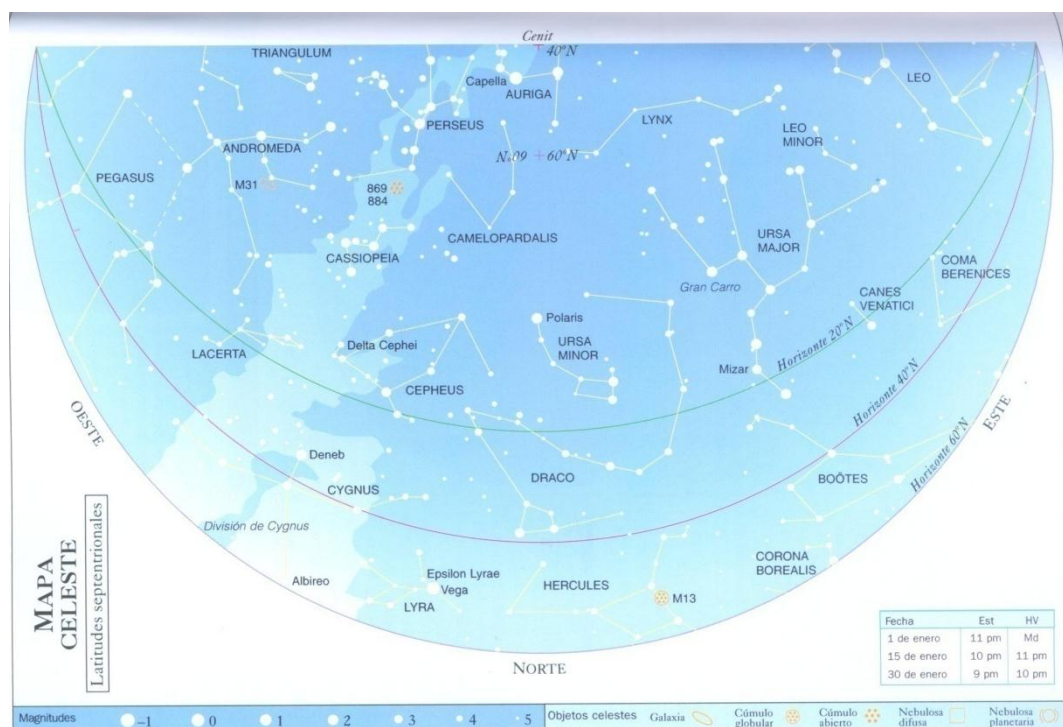 Cenit
40°N
TRIANGULUM
Capella
AURIGA
LEO
PERSEUS
LYNX
LEO
MINOR
ANDROMEDA
60°N
PEGASUS
M31
869
884
CAMELOPARDALIS
URSA
MAJOR
CASSIOPEIA
COMA
BERENICES
Gran Carro
CANES
VENATICI
Polaris
URSA
MINOR
Horizonte 20°N
LACERTA
Delta Cephei
CEPHEUS
Mizar
Horizonte 40°N
OESTE
ESTE
Horizonte 60°N
Deneb
CYGNUS
DRACO
BOÖTES
División de Cygnus
CORONA
BOREALIS
Albireo
Epsilon Lyrae
Vega
LYRA
HERCULES
M13
NORTE
MAPA
CELESTE
Latitudes septentrionales
Fecha Est HV
1 de enero 11 pm Md
15 de enero 10 pm 11 pm
30 de enero 9 pm 10 pm
Magnitudes -1 0 1 2 3 4 5
Objetos celestes Galaxia Cúmulo globular Cúmulo abierto Nebulosa difusa Nebulosa planetaria